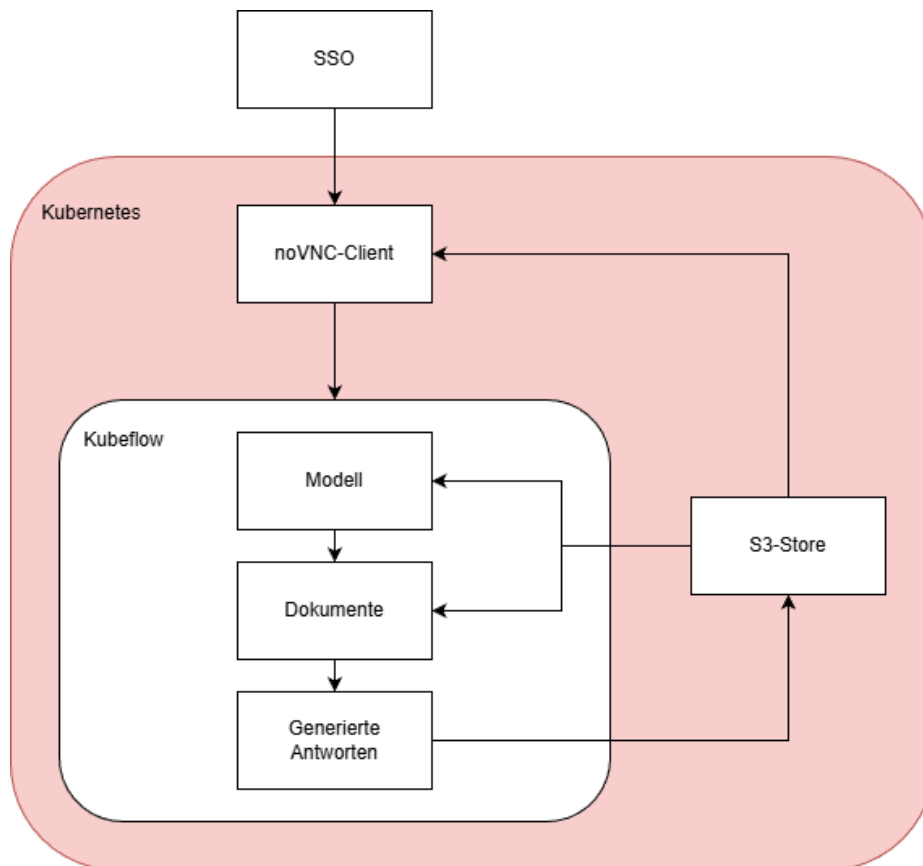 SSO
Kubernetes
noVNC-Client
Kubeflow
Modell
S3-Store
Dokumente
Generierte
Antworten